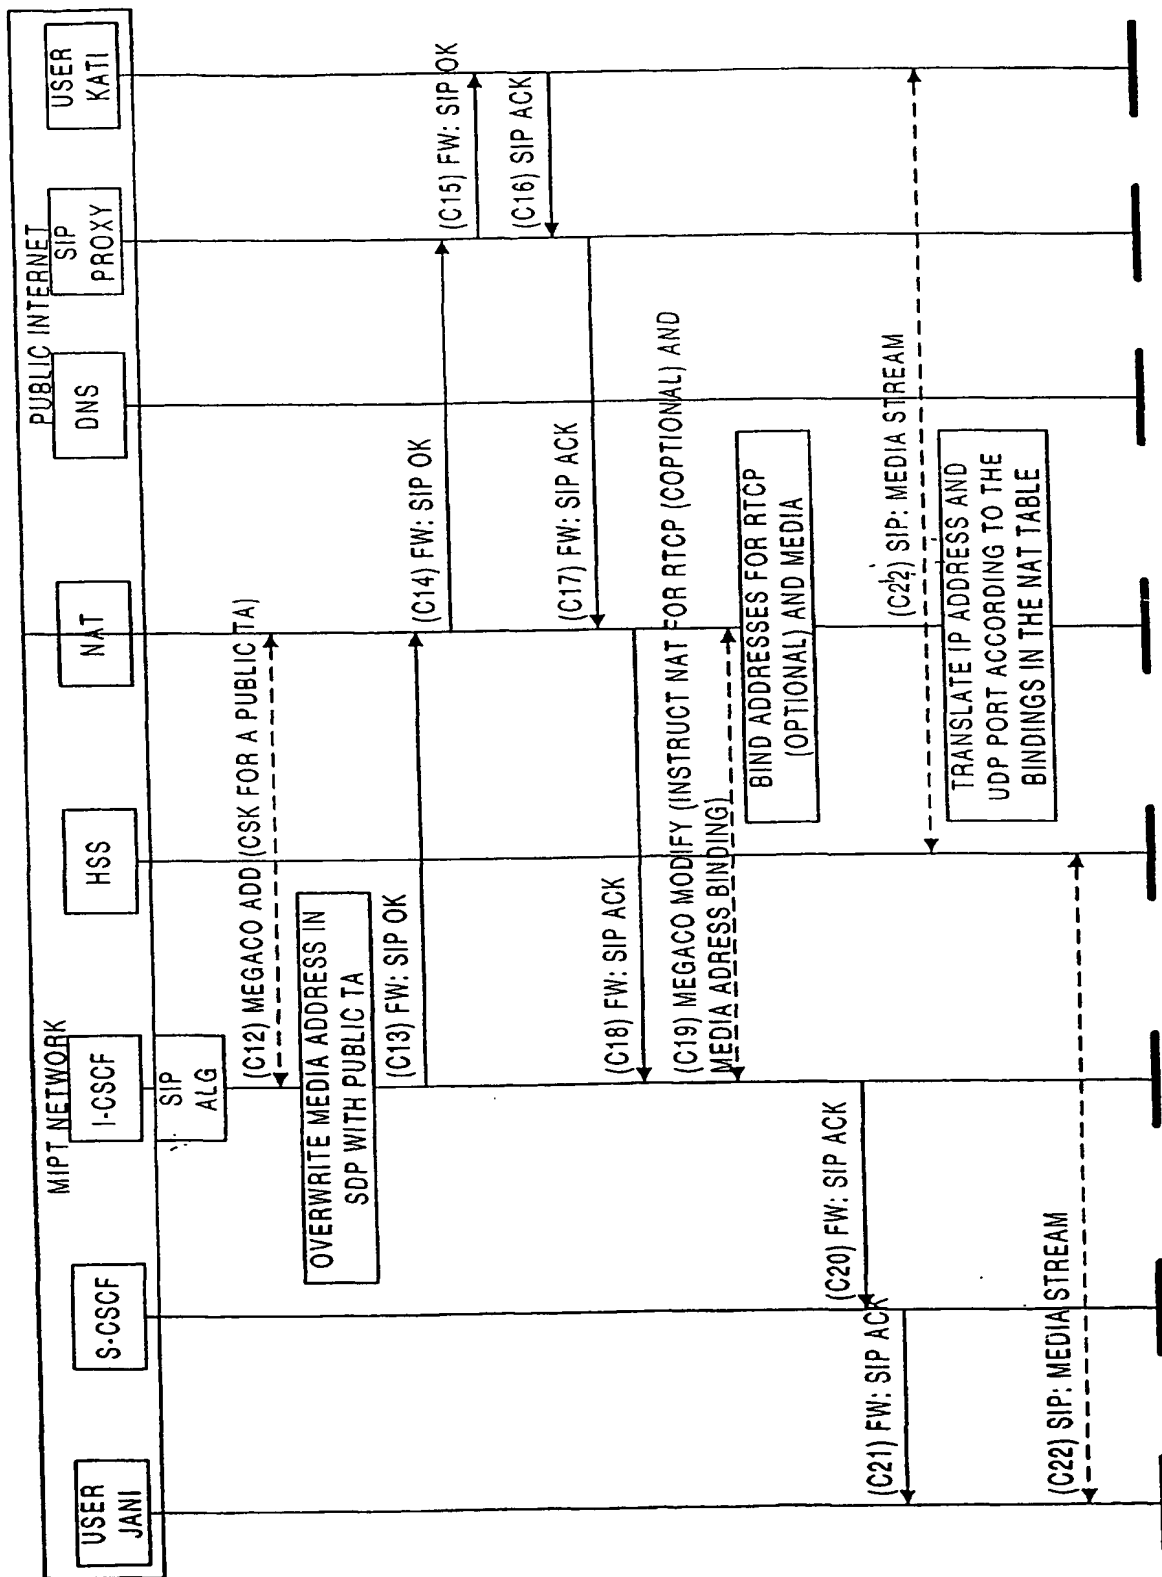 MIPT NETWORK
PUBLIC INTERNET
USER
JANI
S-CSCF
I-CSCF
SIP
ALG
HSS
NAT
DNS
SIP
PROXY
USER
KATI
(C12) MEGACO ADD (CSK FOR A PUBLIC TA)
OVERWRITE MEDIA ADDRESS IN
SDP WITH PUBLIC TA
(C13) FW: SIP OK
(C14) FW: SIP OK
(C15) FW: SIP OK
(C16) SIP ACK
(C17) FW: SIP ACK
(C18) FW: SIP ACK
(C19) MEGACO MODIFY (INSTRUCT NAT FOR RTCP (COPTIONAL) AND
MEDIA ADRESS BINDING)
BIND ADDRESSES FOR RTCP
(OPTIONAL) AND MEDIA
(C20) FW: SIP ACK
(C21) FW: SIP ACK
(C22) SIP: MEDIA STREAM
TRANSLATE IP ADDRESS AND
UDP PORT ACCORDING TO THE
BINDINGS IN THE NAT TABLE
(C22) SIP: MEDIA STREAM